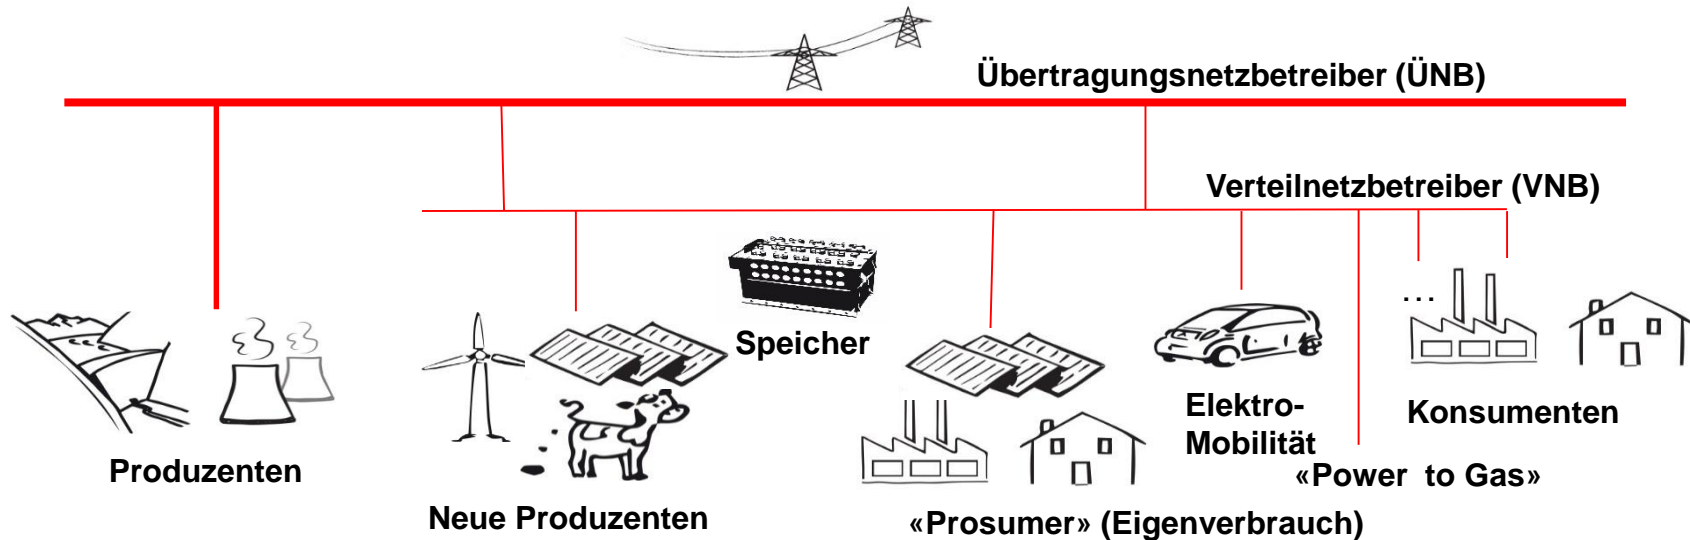 Übertragungsnetzbetreiber (ÜNB)
Verteilnetzbetreiber (VNB)
Speicher
...
Elektro-
Mobilität
Konsumenten
Produzenten
«Power to Gas»
Neue Produzenten
«Prosumer» (Eigenverbrauch)